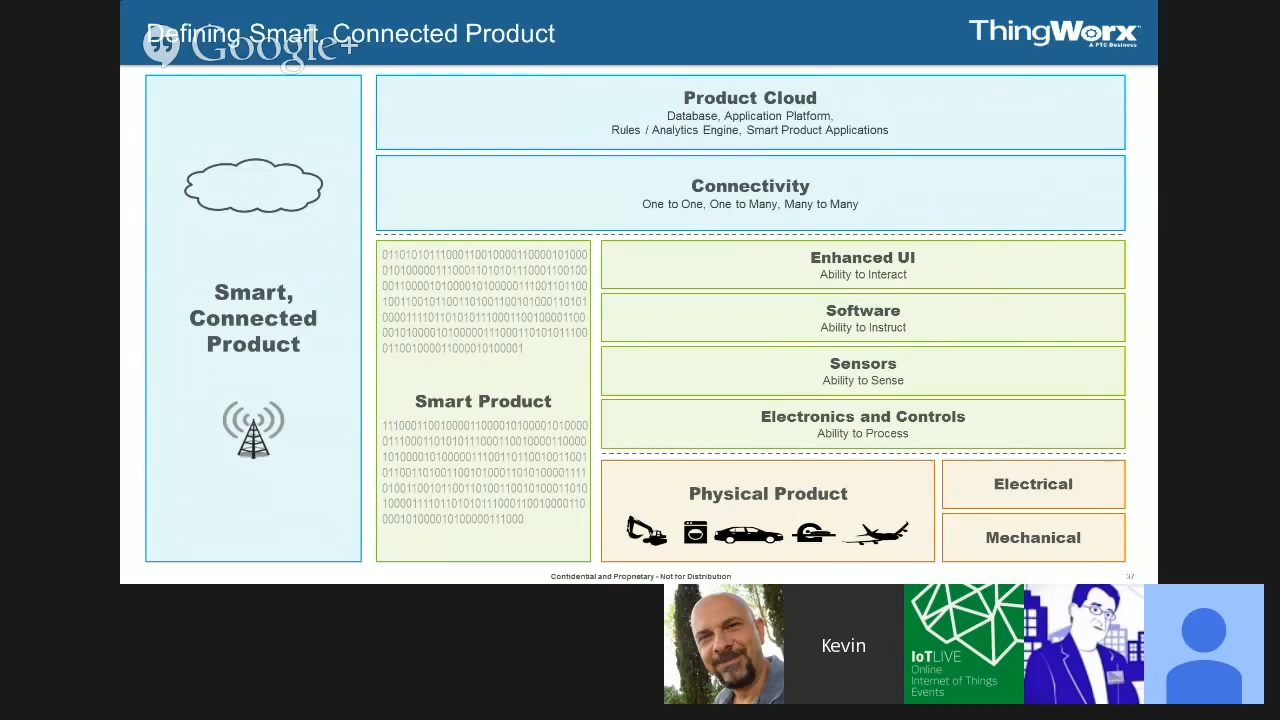 Defining Smart, Connected Product
Google+
ThingWorx
A PTC Business
Product Cloud
Database, Application Platform,
Rules / Analytics Engine, Smart Product Applications
Connectivity
One to One, One to Many, Many to Many
Smart,
Connected
Product
Smart Product
Enhanced UI
Ability to Interact
Software
Ability to Instruct
Sensors
Ability to Sense
Electronics and Controls
Ability to Process
Physical Product
Electrical
Mechanical
Confidential and Proprietary - Not for Distribution
37
Kevin
IoTLIVE
Online
Internet of Things
Events